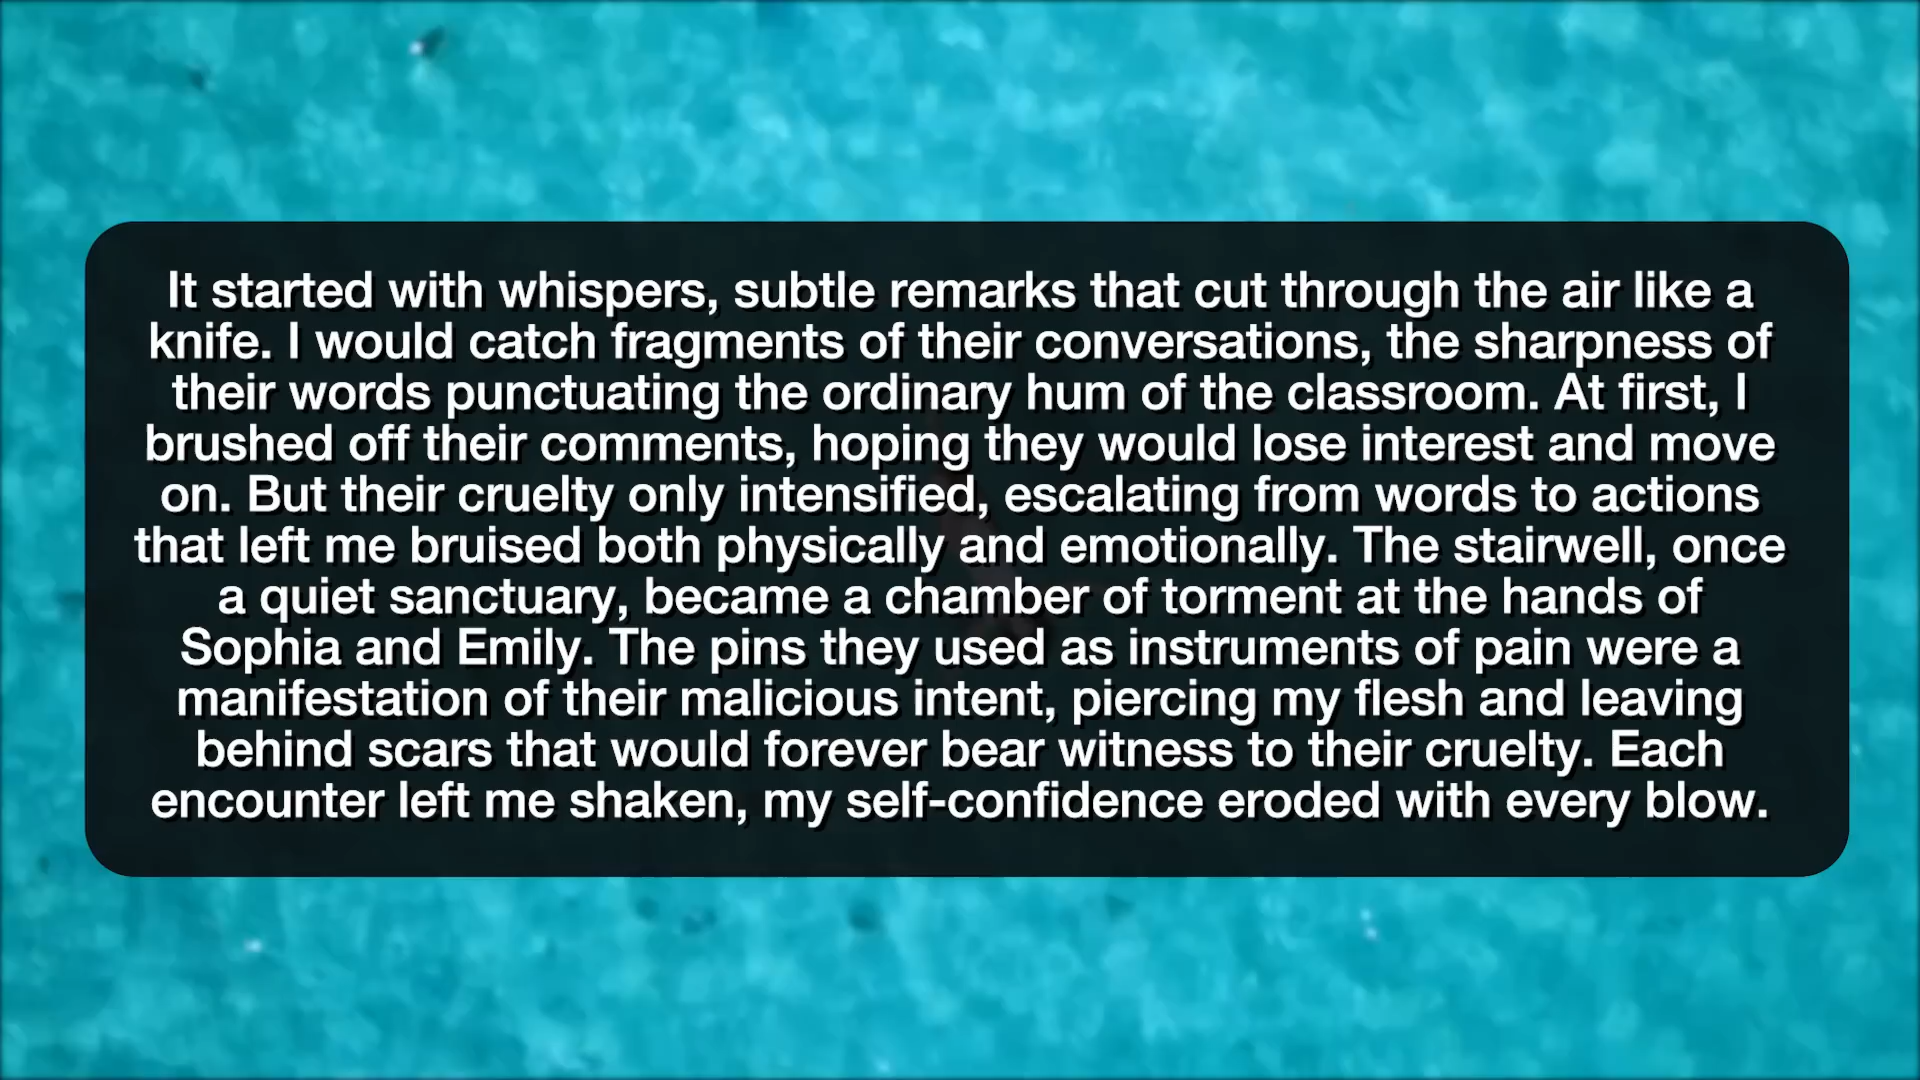 It started with whispers, subtle remarks that cut through the air like a
knife. I would catch fragments of their conversations, the sharpness of
their words punctuating the ordinary hum of the classroom. At first, I
brushed off their comments, hoping they would lose interest and move
on. But their cruelty only intensified, escalating from words to actions
that left me bruised both physically and emotionally. The stairwell, once
a quiet sanctuary, became a chamber of torment at the hands of
Sophia and Emily. The pins they used as instruments of pain were a
manifestation of their malicious intent, piercing my flesh and leaving
behind scars that would forever bear witness to their cruelty. Each
encounter left me shaken, my self-confidence eroded with every blow.